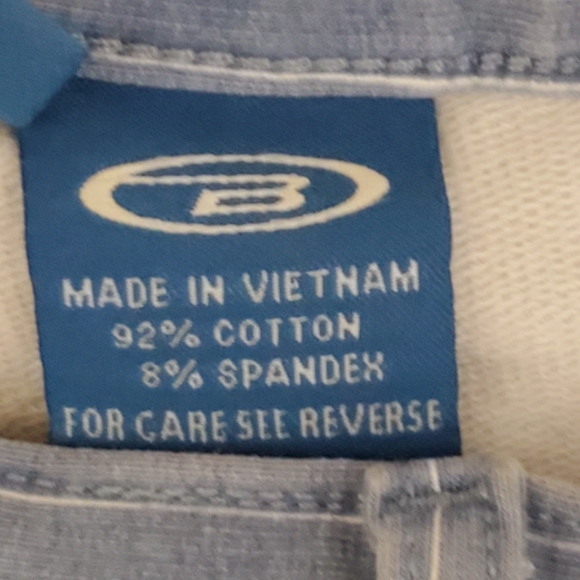 B
MADE IN VIETNAM
92% COTTON
8% SPANDEX
FOR CARE SEE REVERSE